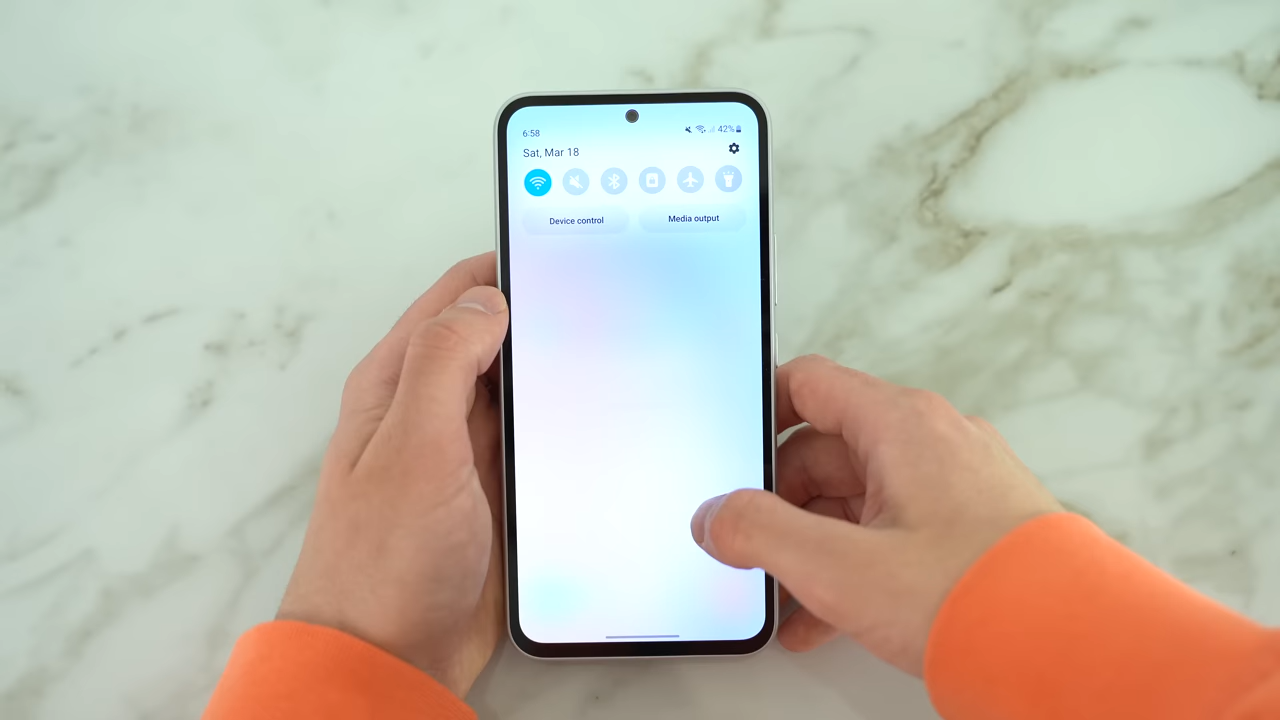 6:58
42%
Sat, Mar 18
Device control
Media output